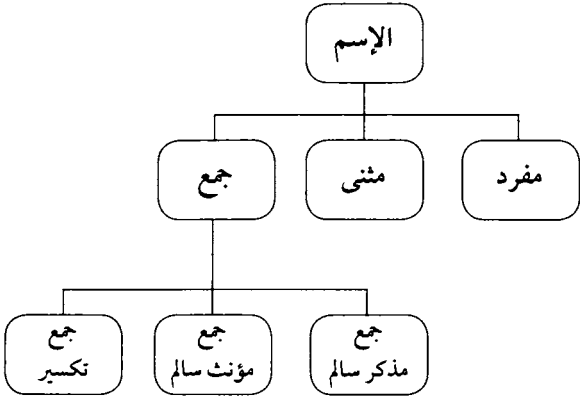 الإسم
مفرد
مثنى
جمع
جمع
مذكر سالم
جمع
مؤنث سالم
جمع
تكسير